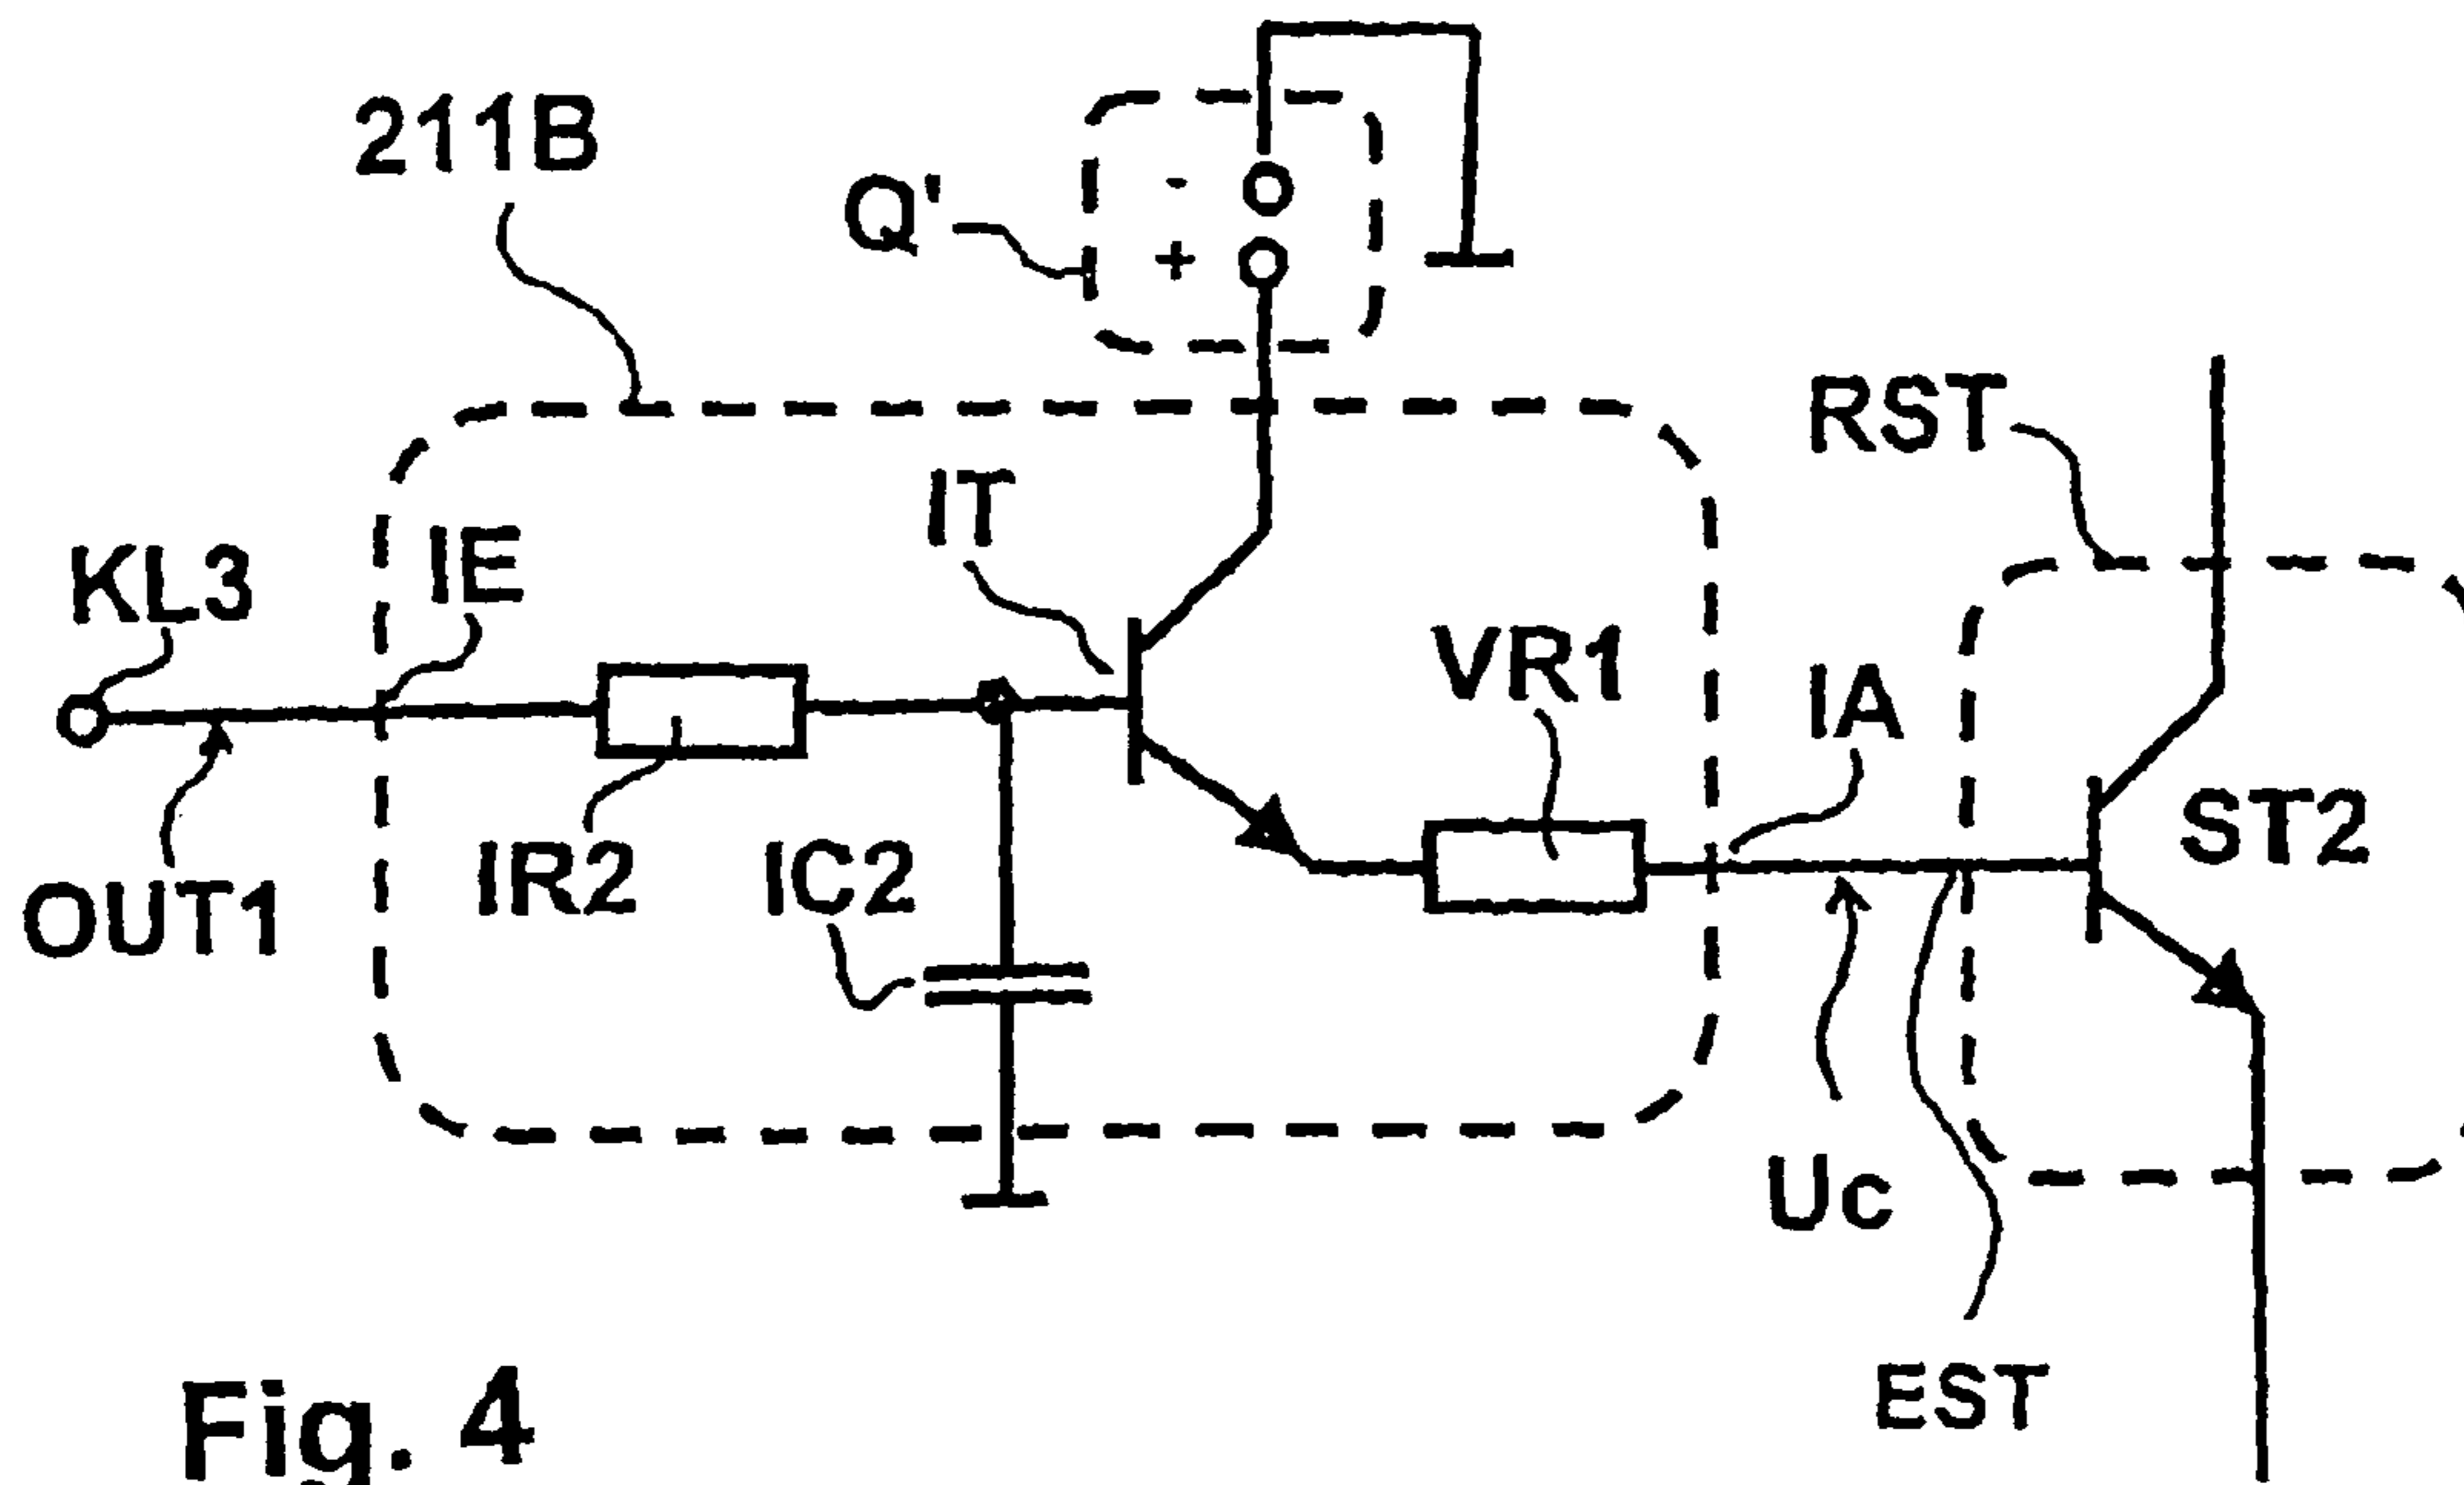 211B
Q'
-
+
RST
IT
IE
KL3
VR1
IA
ST2
IR2
IC2
OUT1
Uc
EST
Fig. 4